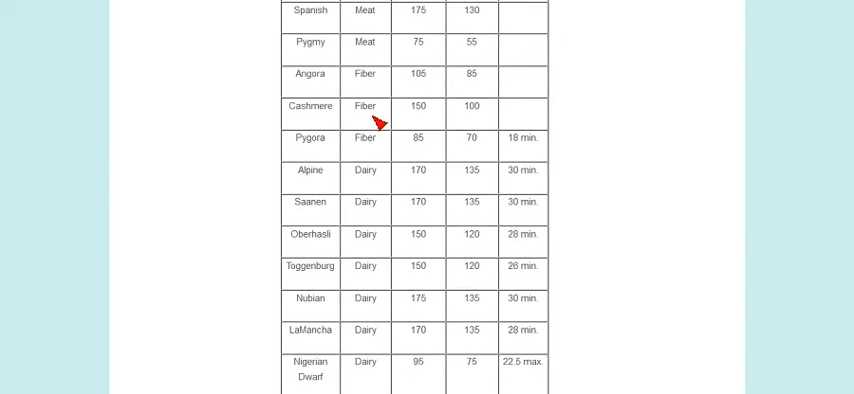 Spanish Meat 175 130
Pygmy Meat 75 55
Angora Fiber 105 85
Cashmere Fiber 150 100
Pygora Fiber 85 70 18 min.
Alpine Dairy 170 135 30 min.
Saanen Dairy 170 135 30 min.
Oberhasli Dairy 150 120 28 min.
Toggenburg Dairy 150 120 26 min.
Nubian Dairy 175 135 30 min.
LaMancha Dairy 170 135 28 min.
Nigerian Dairy 95 75 22.5 max.
Dwarf